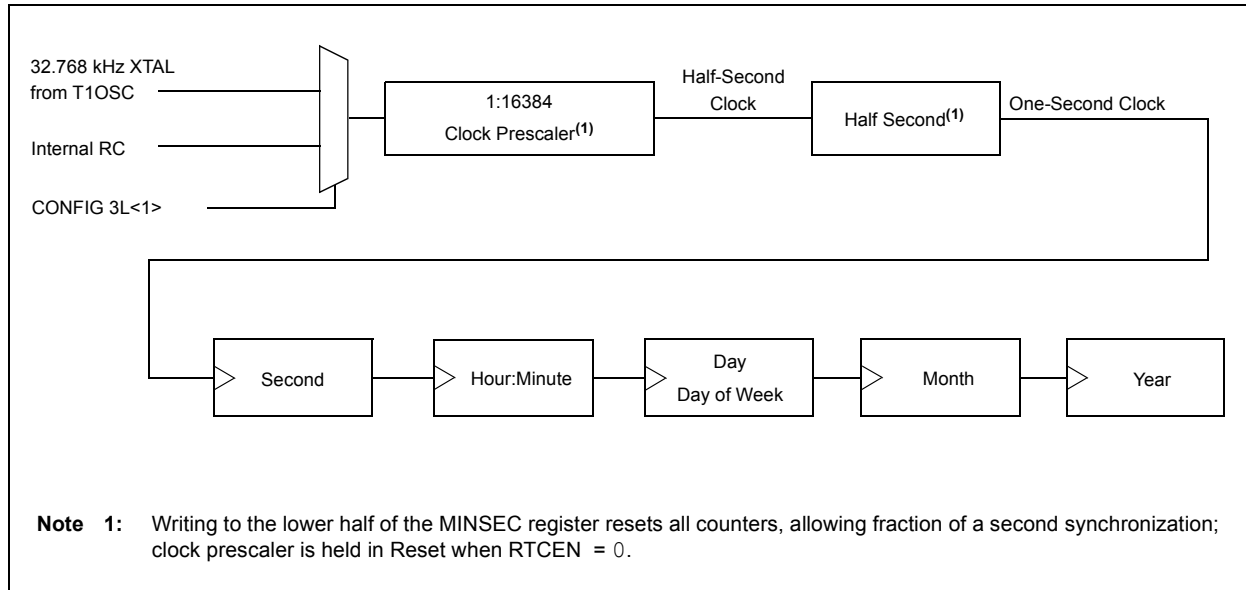 32.768 kHz XTAL
from T1OSC
Internal RC
CONFIG 3L<1>
1:16384
Clock Prescaler(1)
Half-Second
Clock
Half Second(1)
One-Second Clock
Second
Hour:Minute
Day
Day of Week
Month
Year
Note 1: Writing to the lower half of the MINSEC register resets all counters, allowing fraction of a second synchronization;
clock prescaler is held in Reset when RTCEN = 0.